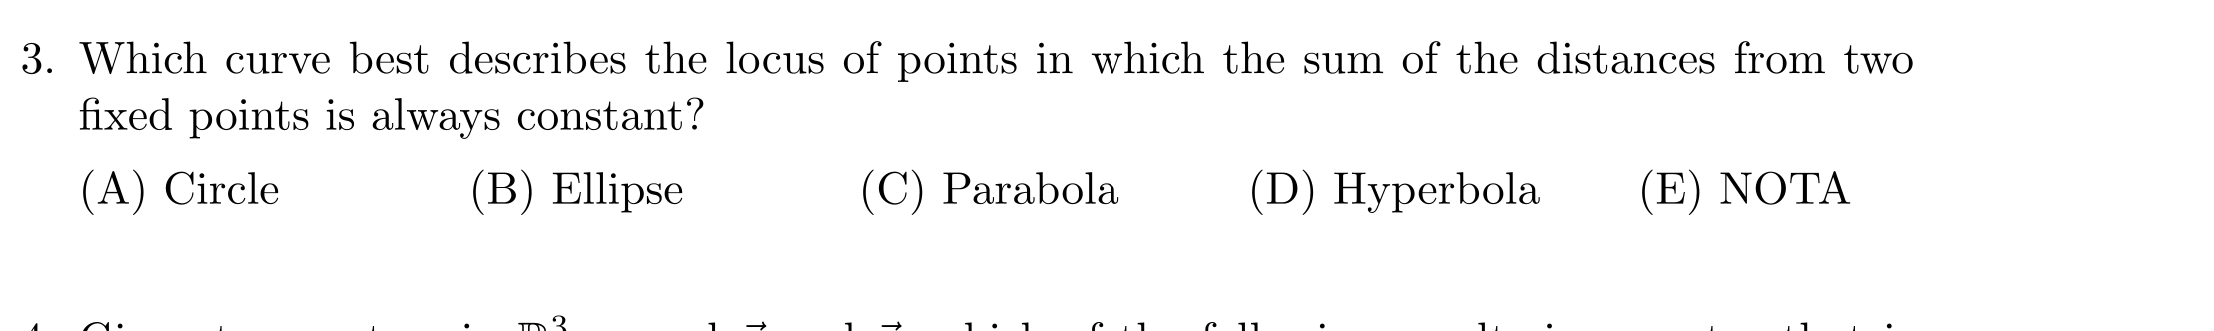 3. Which curve best describes the locus of points in which the sum of the distances from two
fixed points is always constant?
(A) Circle (B) Ellipse (C) Parabola (D) Hyperbola (E) NOTA